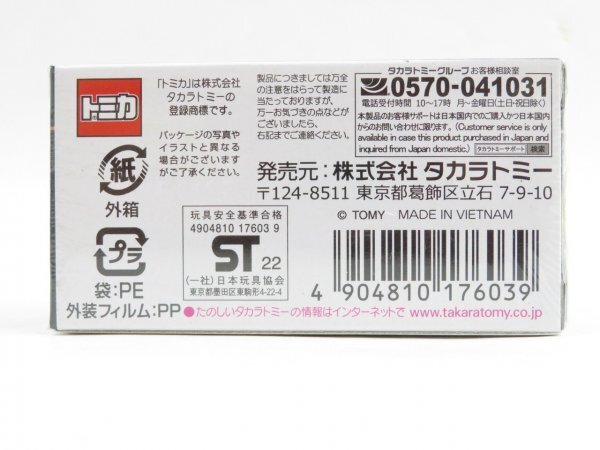 トミカ
「トミカ」は株式会社
タカラトミーの
登録商標です。
パッケージの写真や
イラストと異なる
場合がございますが
ご了承ください。
製品につきましては万全
の注意をはらって製造に
当たっておりますが、
万一お気づきの点などが
ございましたら、
右記までご連絡ください。
タカラトミーグループお客様相談室
0570-041031
電話受付時間 10〜17時 月〜金曜日(土日・祝日除く)
本製品のお客様サポートは日本国内でのご購入かつ日本国内
からのお問い合わせに限ります。(Customer service is only
available in case this product purchased in Japan and
inquired from Japan domestic.)
タカラトミーサポート 検索
紙
外箱
プラ
袋:PE
外装フィルム:PP
発売元:株式会社 タカラトミー
〒124-8511 東京都葛飾区立石 7-9-10
© TOMY MADE IN VIETNAM
玩具安全基準合格
4904810 17603 9
ST 22
(一社)日本玩具協会
東京都墨田区東駒形4-22-4
4 904810 176039
●たのしいタカラトミーの情報はインターネットで www.takaratomy.co.jp